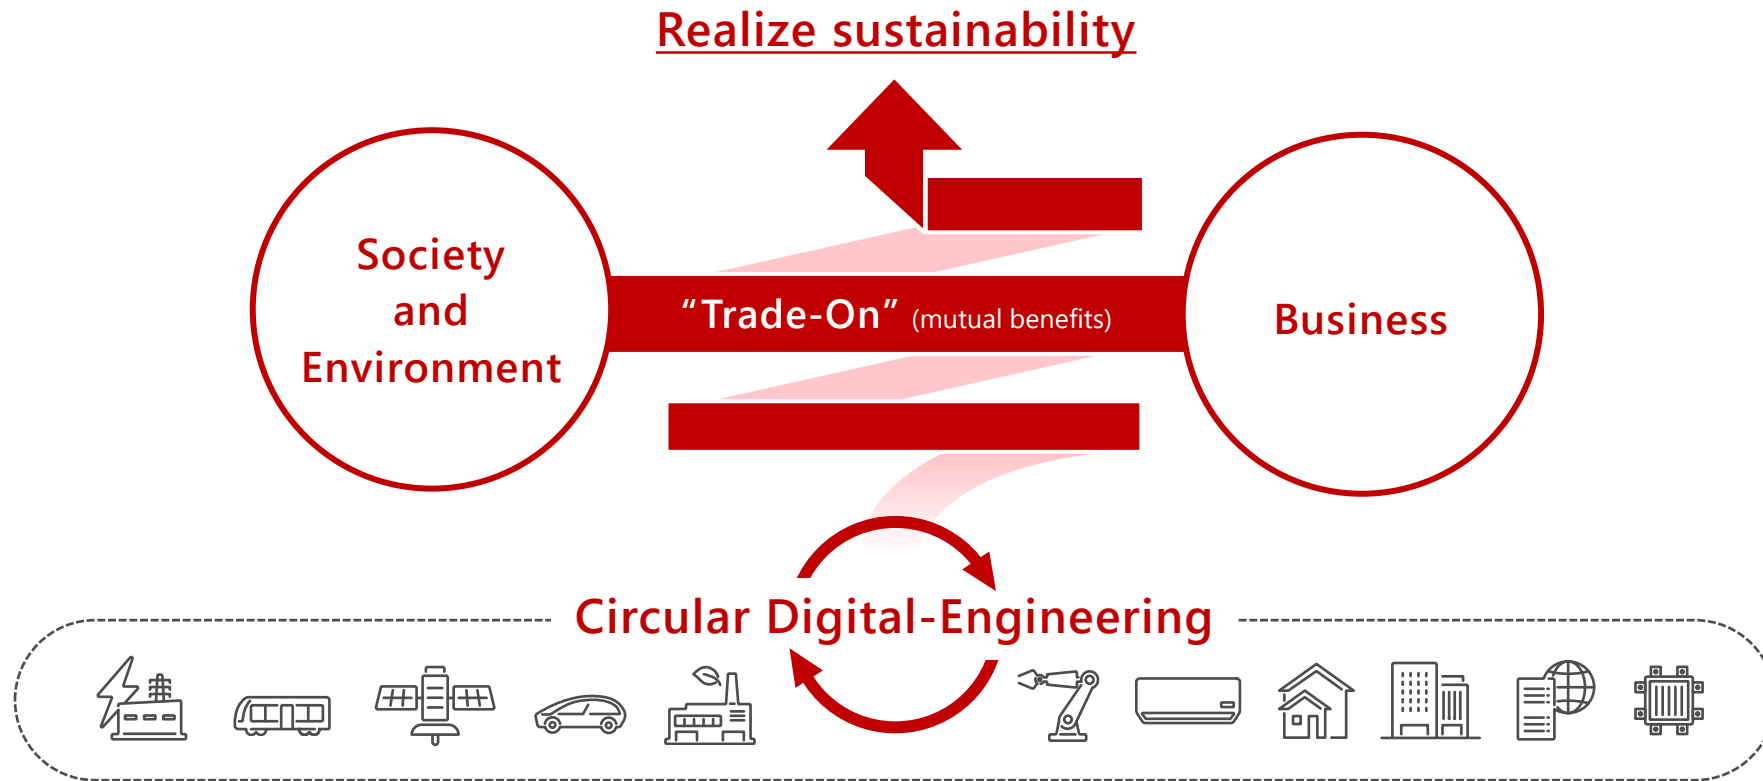 Realize sustainability
Society
and
Environment
“Trade-On” (mutual benefits)
Business
Circular Digital-Engineering